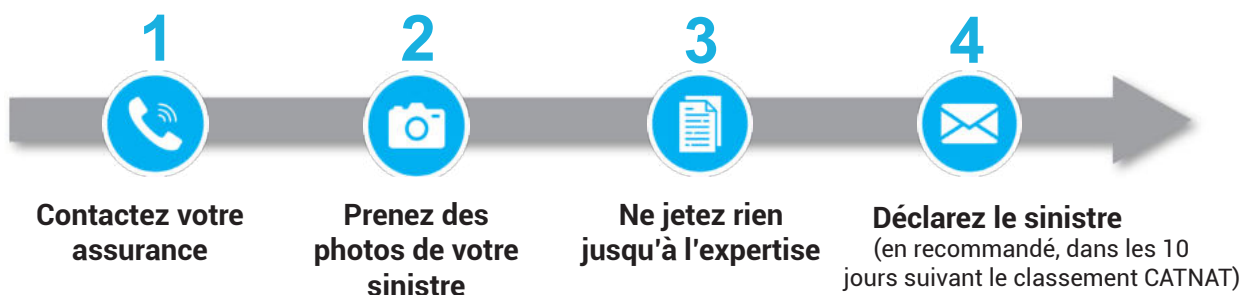 1
2
3
4
Contactez votre
assurance
Prenez des
photos de votre
sinistre
Ne jetez rien
jusqu'à l'expertise
Déclarez le sinistre
(en recommandé, dans les 10
jours suivant le classement CATNAT)